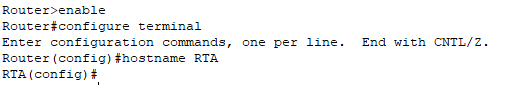 Router>enable
Router#configure terminal
Enter configuration commands, one per line.  End with CNTL/Z.
Router(config)#hostname RTA
RTA(config)#